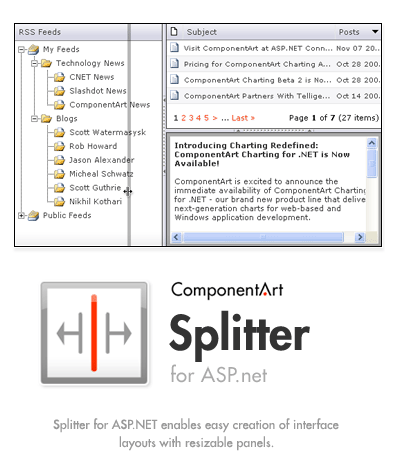 RSS Feeds
My Feeds
Technology News
CNET News
Slashdot News
ComponentArt News
Blogs
Scott Watermasysk
Rob Howard
Jason Alexander
Micheal Schwatz
Scott Guthrie
Nikhil Kothari
Public Feeds
Subject Posts
Visit ComponentArt at ASP.NET Conn... Nov 07 20...
Pricing for ComponentArt Charting ... Oct 28 200...
ComponentArt Charting Beta 2 is No... Oct 28 200...
ComponentArt Partners With Tellige... Oct 14 200...
1 2 3 4 5 > ... Last » Page 1 of 7 (27 items)
Introducing Charting Redefined:
ComponentArt Charting for .NET is Now
Available!
ComponentArt is excited to announce the
immediate availability of ComponentArt Charting
for .NET - our brand new product line that delive
next-generation charts for web-based and
Windows application development.
ComponentArt
Splitter
for ASP.net
Splitter for ASP.NET enables easy creation of interface
layouts with resizable panels.